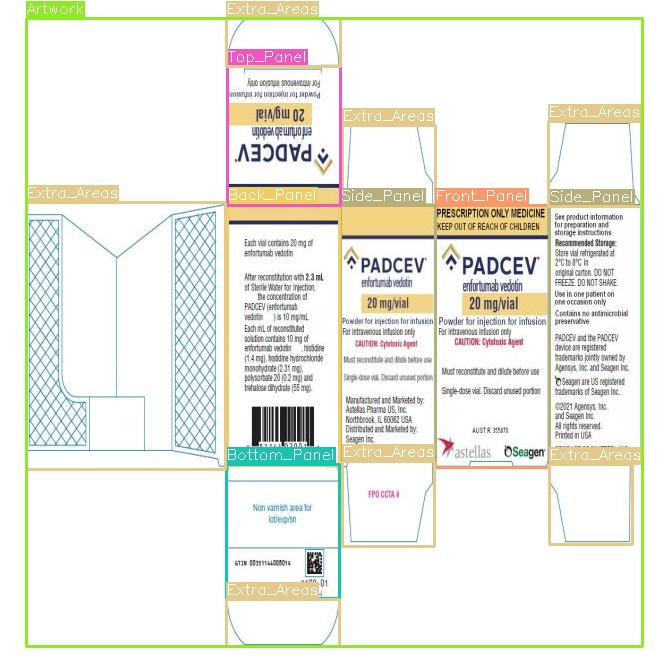 Artwork
Extra_Areas
Top_Panel
For intravenous infusion only
Powder for injection for infusion
20 mg/vial
enfortumab vedotin
PADCEV
Extra_Areas
Extra_Areas
Extra_Areas
Back_Panel
Each vial contains 20 mg of
enfortumab vedotin
After reconstitution with 2.3 mL
of Sterile Water for Injection,
the concentration of
PADCEV (enfortumab
vedotin ) is 10 mg/mL
Each mL of reconstituted
solution contains 10 mg of
enfortumab vedotin , histidine
(1.4 mg), histidine hydrochloride
monohydrate (2.31 mg),
polysorbate 20 (0.2 mg) and
trehalose dihydrate (55 mg).
Side_Panel
PADCEV
enfortumab vedotin
20 mg/vial
Powder for injection for infusion
For intravenous infusion only
CAUTION: Cytotoxic Agent
Must reconstitute and dilute before use
Single-dose vial. Discard unused portion
Manufactured and Marketed by:
Astellas Pharma US, Inc.
Northbrook, IL 60062 USA
Distributed and Marketed by:
Seagen Inc.
Front_Panel
PRESCRIPTION ONLY MEDICINE
KEEP OUT OF REACH OF CHILDREN
PADCEV
enfortumab vedotin
20 mg/vial
Powder for injection for infusion
For intravenous infusion only
CAUTION: Cytotoxic Agent
Must reconstitute and dilute before use
Single-dose vial. Discard unused portion
AUST R 355870
astellas
Seagen
Side_Panel
See product information
for preparation and
storage instructions
Recommended Storage:
Store vial refrigerated at
2°C to 8°C in
original carton. DO NOT
FREEZE. DO NOT SHAKE.
Use in one patient on
one occasion only
Contains no antimicrobial
preservative
PADCEV and the PADCEV
device are registered
trademarks jointly owned by
Agensys, Inc. and Seagen Inc.
Seagen are US registered
trademarks of Seagen Inc.
©2021 Agensys, Inc.
and Seagen Inc.
All rights reserved.
Printed in USA
Bottom_Panel
Non varnish area for
lot/exp/sn
GTIN 00351144020014
Extra_Areas
Extra_Areas
FPO CCTA #
Extra_Areas